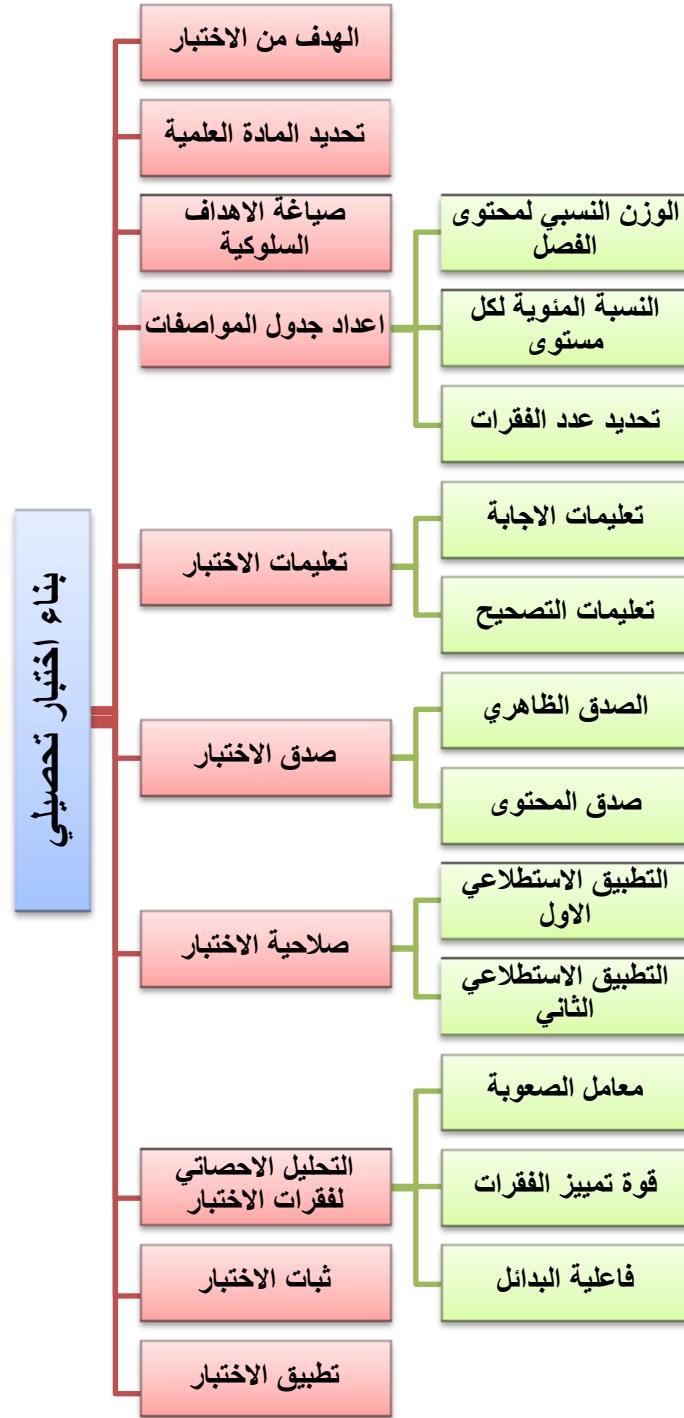 بناء اختبار تحصيلي
الهدف من الاختبار
تحديد المادة العلمية
صياغة الاهداف
السلوكية
اعداد جدول المواصفات
الوزن النسبي لمحتوى
الفصل
النسبة المئوية لكل
مستوى
تحديد عدد الفقرات
تعليمات الاختبار
تعليمات الاجابة
تعليمات التصحيح
صدق الاختبار
الصدق الظاهري
صدق المحتوى
صلاحية الاختبار
التطبيق الاستطلاعي
الاول
التطبيق الاستطلاعي
الثاني
التحليل الاحصاتي
لفقرات الاختبار
معامل الصعوبة
قوة تمييز الفقرات
فاعلية البدائل
ثبات الاختبار
تطبيق الاختبار